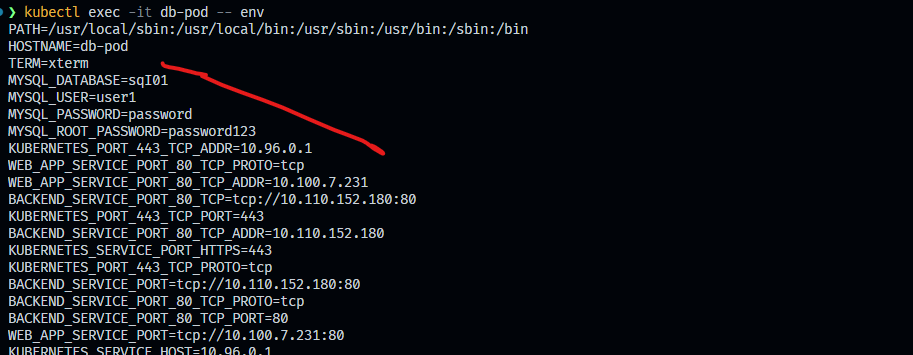 ❯ kubectl exec -it db-pod -- env
PATH=/usr/local/sbin:/usr/local/bin:/usr/sbin:/usr/bin:/sbin:/bin
HOSTNAME=db-pod
TERM=xterm
MYSQL_DATABASE=sqI01
MYSQL_USER=user1
MYSQL_PASSWORD=password
MYSQL_ROOT_PASSWORD=password123
KUBERNETES_PORT_443_TCP_ADDR=10.96.0.1
WEB_APP_SERVICE_PORT_80_TCP_PROTO=tcp
WEB_APP_SERVICE_PORT_80_TCP_ADDR=10.100.7.231
BACKEND_SERVICE_PORT_80_TCP=tcp://10.110.152.180:80
KUBERNETES_PORT_443_TCP_PORT=443
BACKEND_SERVICE_PORT_80_TCP_ADDR=10.110.152.180
KUBERNETES_SERVICE_PORT_HTTPS=443
KUBERNETES_PORT_443_TCP_PROTO=tcp
BACKEND_SERVICE_PORT=tcp://10.110.152.180:80
BACKEND_SERVICE_PORT_80_TCP_PROTO=tcp
BACKEND_SERVICE_PORT_80_TCP_PORT=80
WEB_APP_SERVICE_PORT=tcp://10.100.7.231:80
KUBERNETES_SERVICE_HOST=10.96.0.1